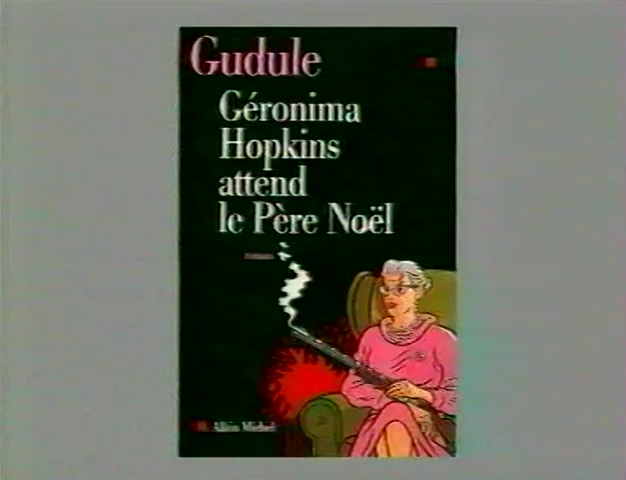 Gudule
Géronima
Hopkins
attend
le Père Noël
roman
Albin Michel